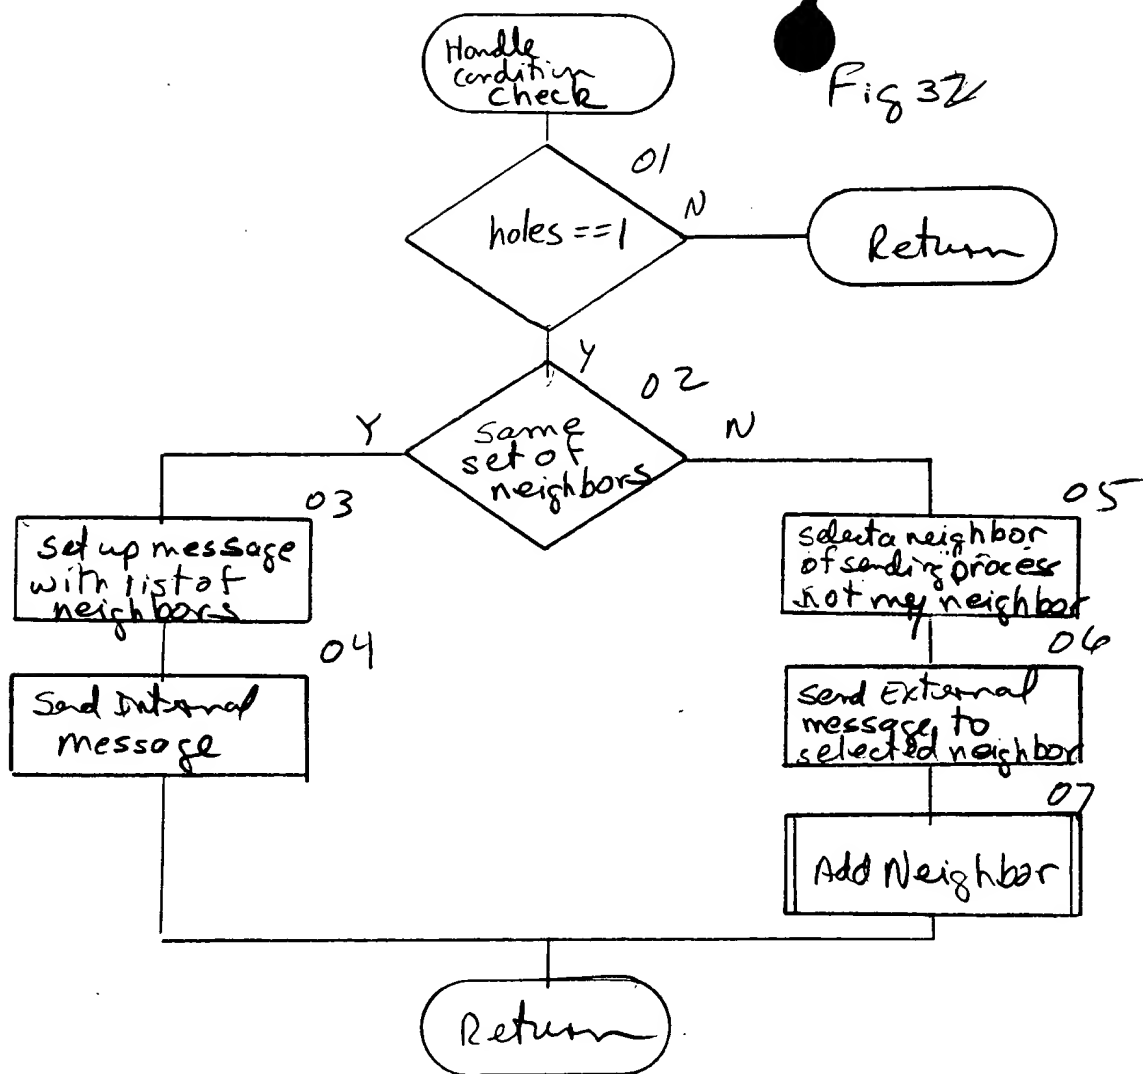 Handle
condition
check
Fig 32
01
holes == 1
N
Return
Y
02
Y
same
set of
neighbors
N
03
set up message
with list of
neighbors
04
Send Internal
message
05
select a neighbor
of sending process
not my neighbor
06
send External
message to
selected neighbor
07
Add Neighbor
Return